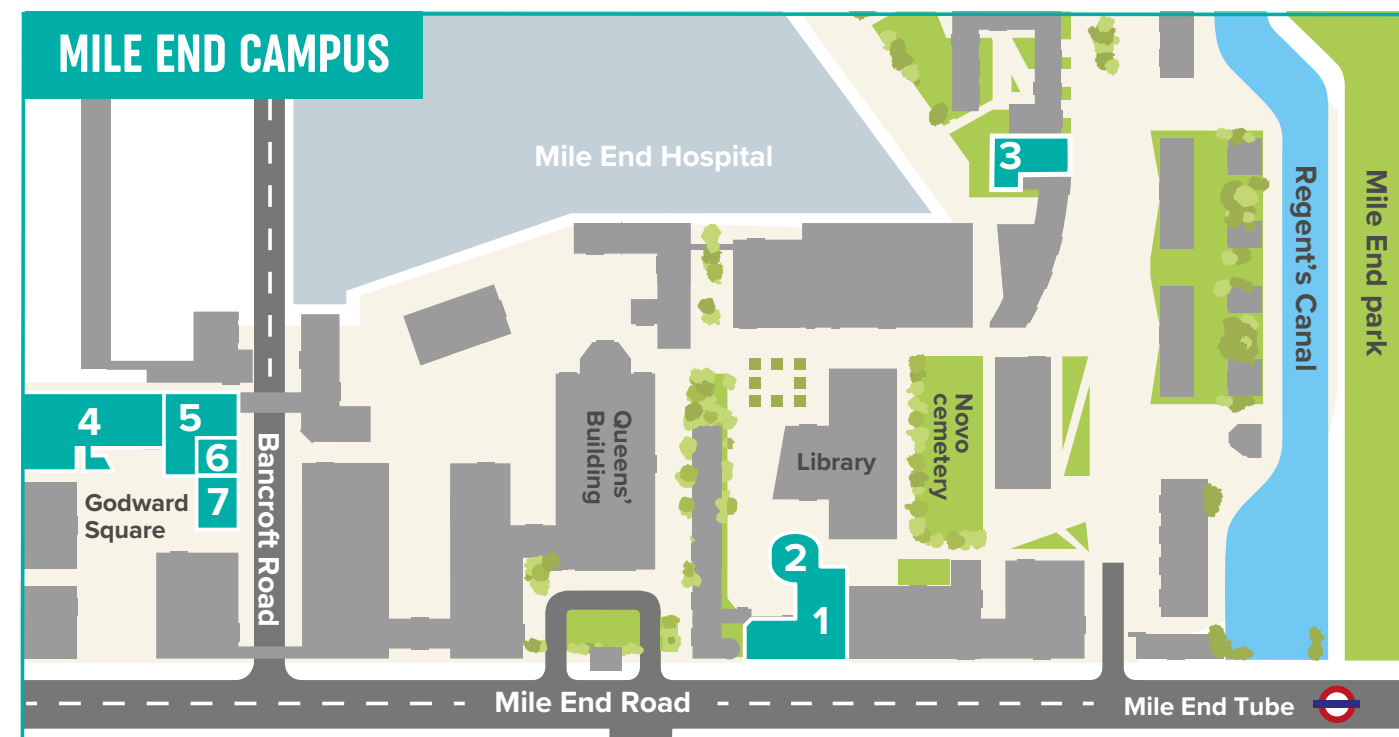 MILE END CAMPUS
Mile End Hospital
3
Regent's Canal
Mile End park
4
5
6
7
Godward
Square
Bancroft Road
Queens'
Building
Library
Novo
cemetery
2
1
Mile End Road
Mile End Tube